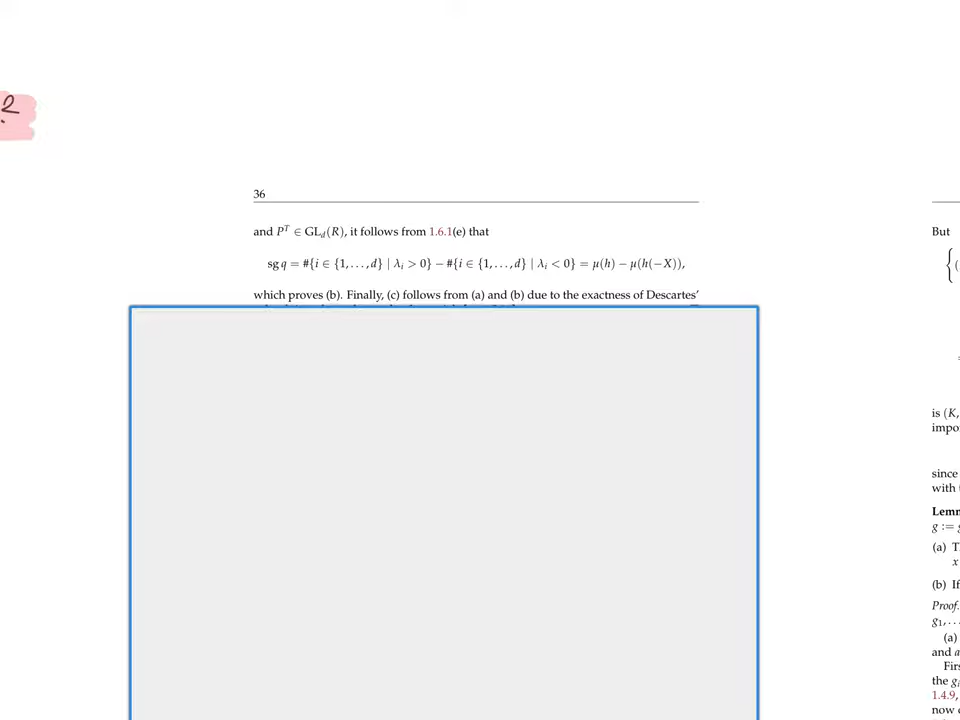 ?
36
and P^T ∈ GL_d(R), it follows from 1.6.1(e) that
sg q = #{i ∈ {1, . . . , d} | λ_i > 0} − #{i ∈ {1, . . . , d} | λ_i < 0} = μ(h) − μ(h(−X)),
which proves (b). Finally, (c) follows from (a) and (b) due to the exactness of Descartes’
But
{ (
=
is (K,
impo
since
with
Lemm
g :=
(a) T
x
(b) If
Proof.
g_1, . .
(a)
and a
Firs
the g
1.4.9,
now